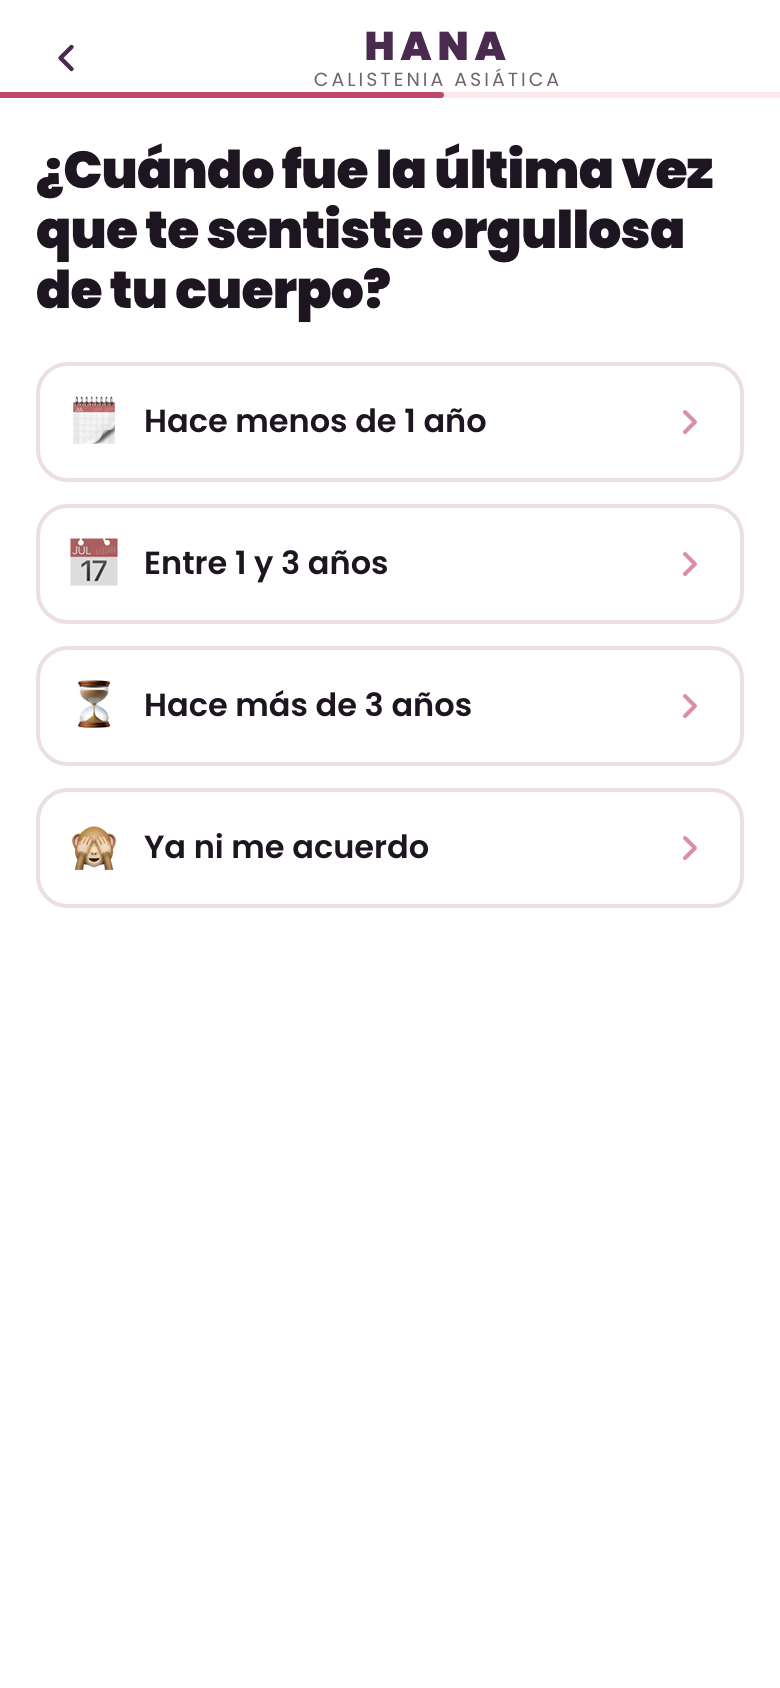 HANA
CALISTENIA ASIÁTICA
¿Cuándo fue la última vez
que te sentiste orgullosa
de tu cuerpo?
Hace menos de 1 año
JUL
17
Entre 1 y 3 años
Hace más de 3 años
Ya ni me acuerdo